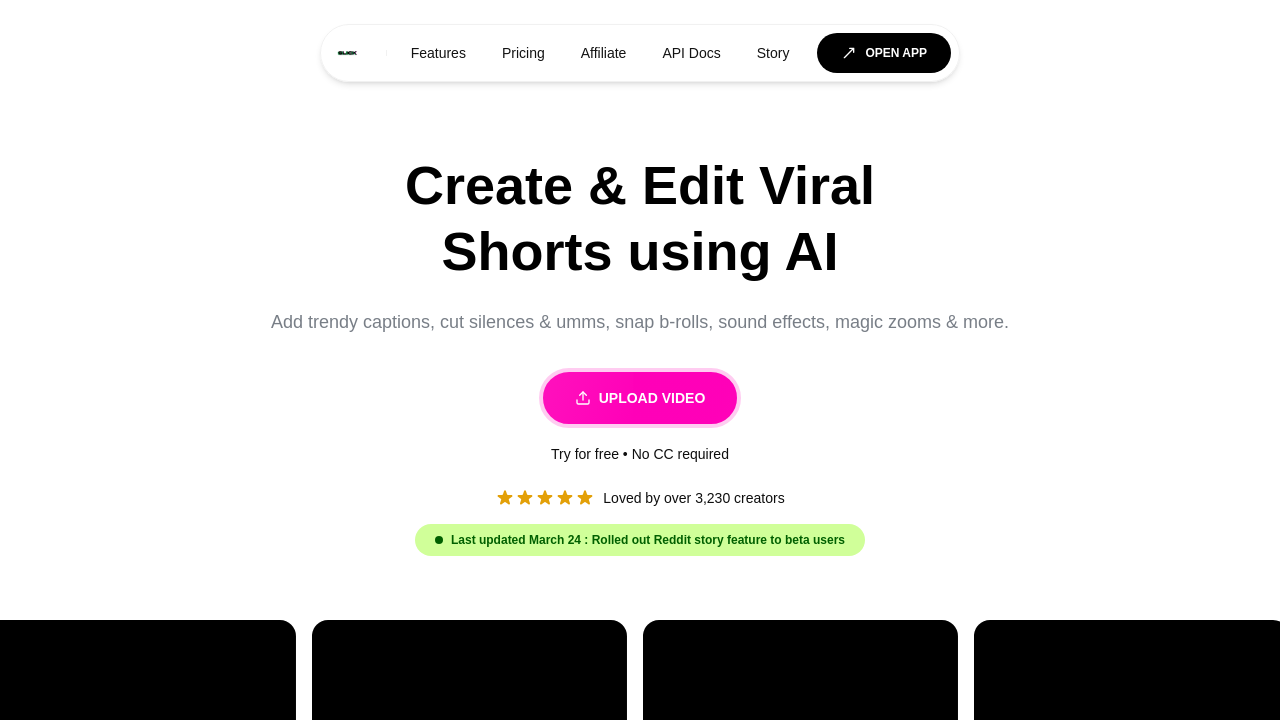 Features
Pricing
Affiliate
API Docs
Story
OPEN APP
Create & Edit Viral
Shorts using AI
Add trendy captions, cut silences & umms, snap b-rolls, sound effects, magic zooms & more.
UPLOAD VIDEO
Try for free • No CC required
Loved by over 3,230 creators
Last updated March 24 : Rolled out Reddit story feature to beta users